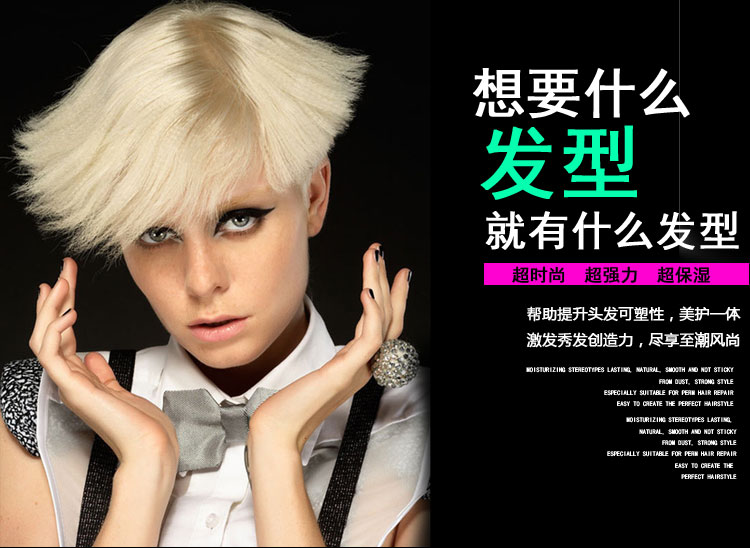 想要什么
发型
就有什么发型
超时尚 超强力 超保湿
帮助提升头发可塑性，美护一体
激发秀发创造力，尽享至潮风尚
MOISTURIZING STEREOTYPES LASTING, NATURAL, SMOOTH AND NOT STICKY
FROM DUST, STRONG STYLE
ESPECIALLY SUITABLE FOR PERM HAIR REPAIR
EASY TO CREATE THE PERFECT HAIRSTYLE
MOISTURIZING STEREOTYPES LASTING,
NATURAL, SMOOTH AND NOT STICKY
FROM DUST, STRONG STYLE
ESPECIALLY SUITABLE FOR PERM HAIR REPAIR
EASY TO CREATE THE
PERFECT HAIRSTYLE